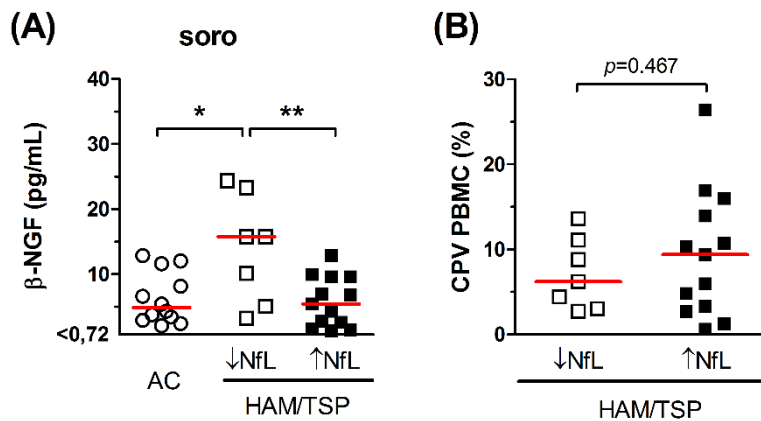 (A)
soro
β-NGF (pg/mL)
40
30
20
10
<0,72
*
**
AC
↓NfL
↑NfL
HAM/TSP
(B)
CPV PBMC (%)
30
20
10
0
p=0.467
↓NfL
↑NfL
HAM/TSP